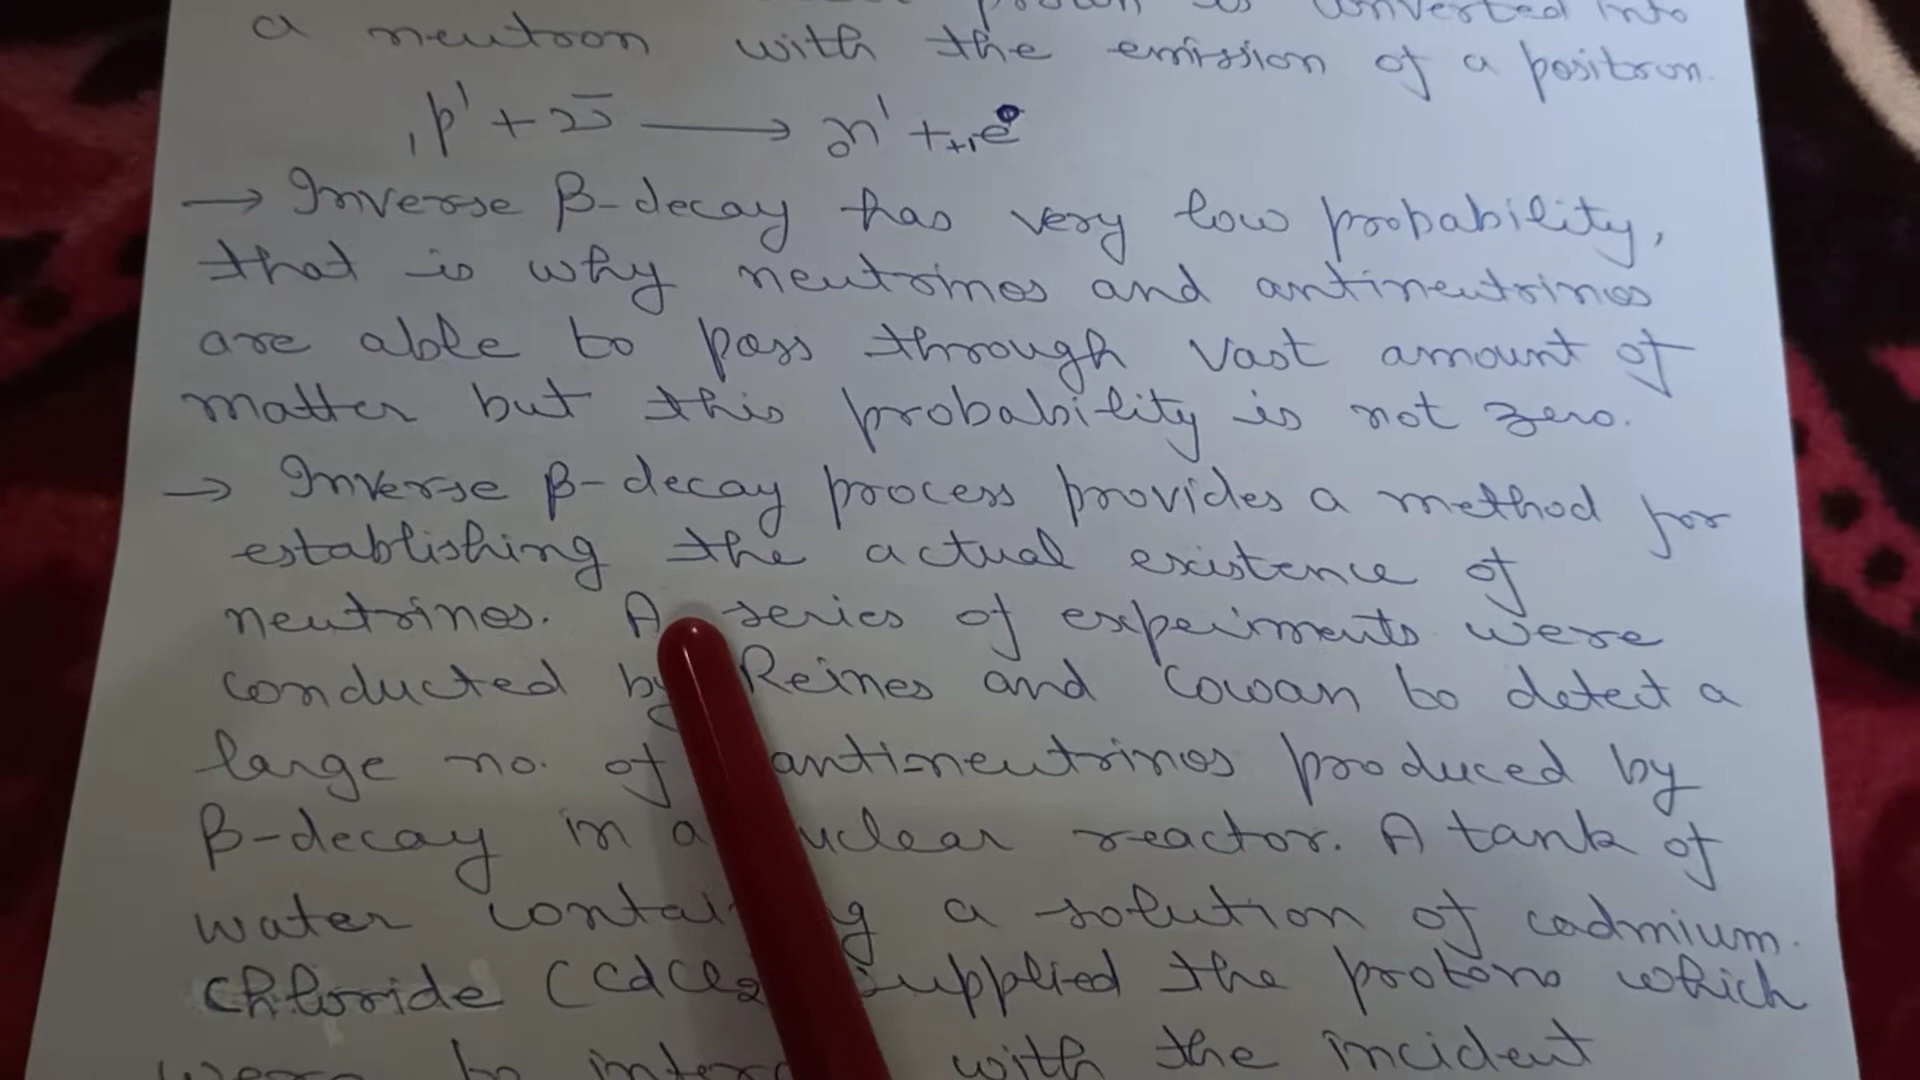 is converted into
a neutron with the emission of a positron.
₁p¹ + ν̄ ⟶ ₀n¹ + ₊₁e⁰
→ Inverse β-decay has very low probability,
that is why neutrinos and antineutrinos
are able to pass through vast amount of
matter but this probability is not zero.
→ Inverse β-decay process provides a method for
establishing the actual existence of
neutrinos. A series of experiments were
conducted by Reines and Cowan to detect a
large no. of antineutrinos produced by
β-decay in a reactor. A tank of
water a solution of cadmium
chloride (CdCl₂ supplied the protons which
with the incident